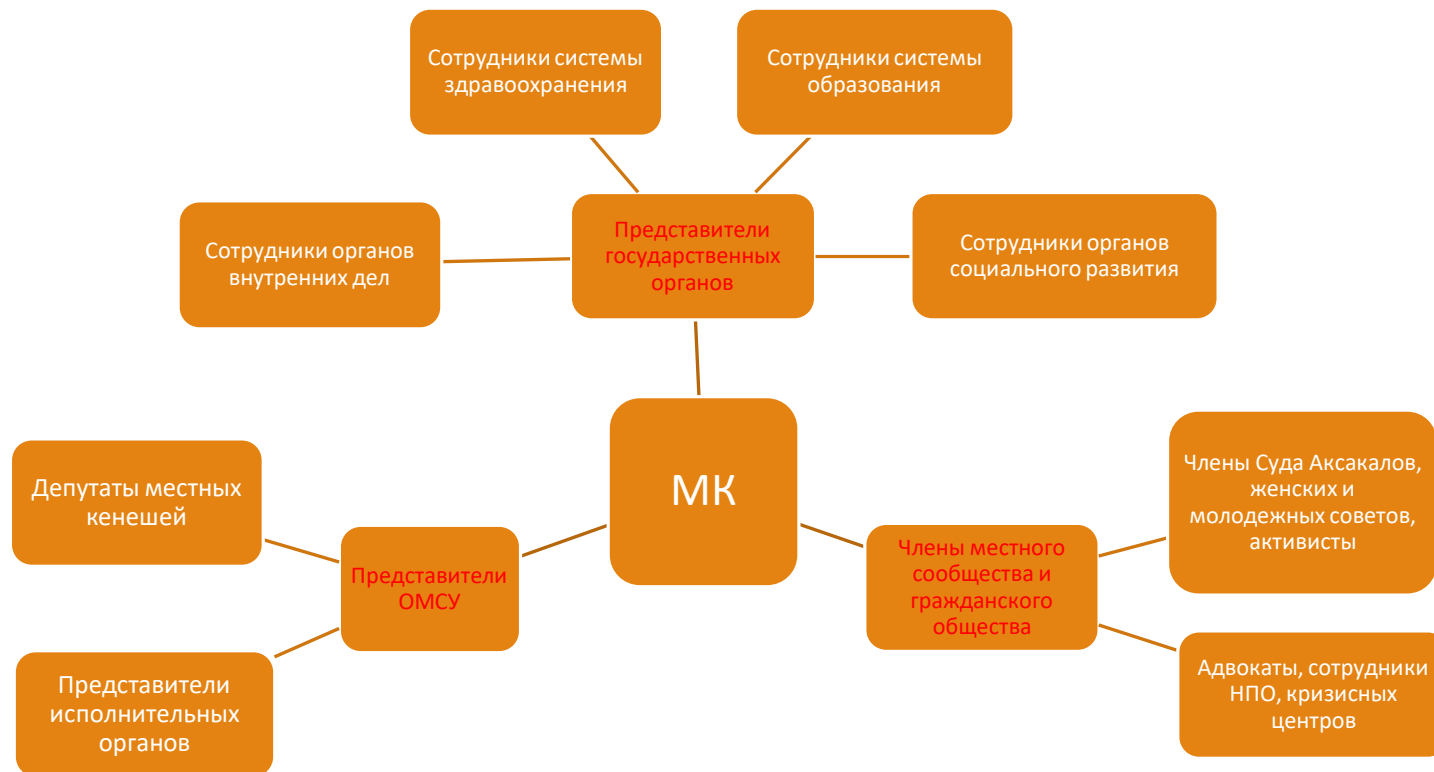 Сотрудники системы
здравоохранения
Сотрудники системы
образования
Сотрудники органов
внутренних дел
Представители
государственных
органов
Сотрудники органов
социального развития
МК
Депутаты местных
кенешей
Представители
ОМСУ
Представители
исполнительных
органов
Члены местного
сообщества и
гражданского
общества
Члены Суда Аксакалов,
женских и
молодежных советов,
активисты
Адвокаты, сотрудники
НПО, кризисных
центров